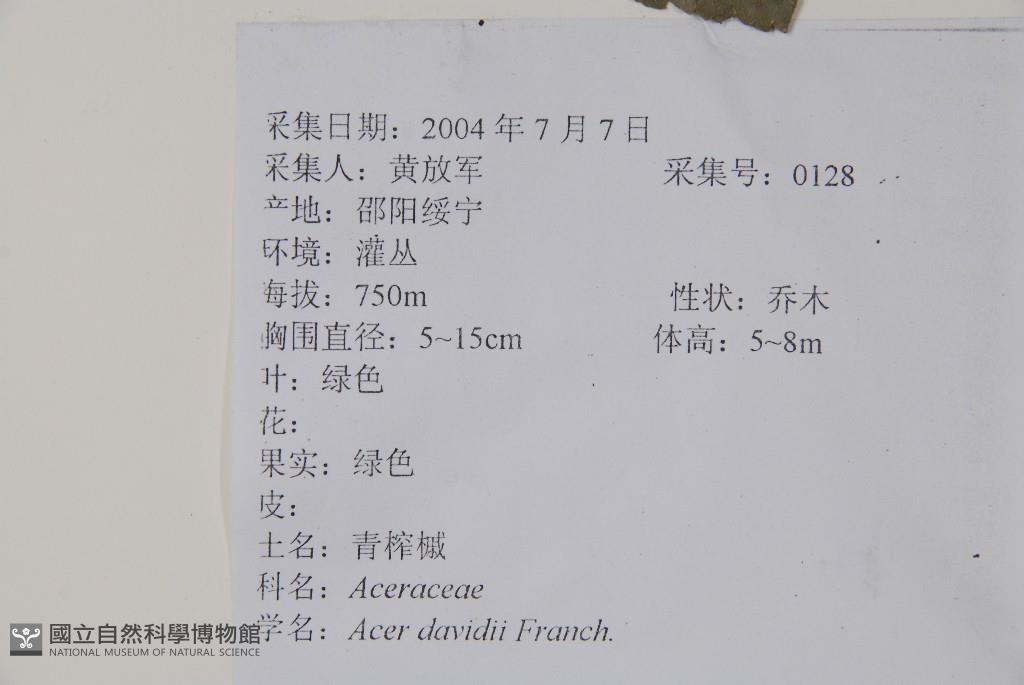 采集日期：2004 年 7 月 7 日
采集人：黄放军 采集号：0128
产地：邵阳绥宁
环境：灌丛
海拔：750m 性状：乔木
胸围直径：5~15cm 体高：5~8m
叶：绿色
花：
果实：绿色
皮：
土名：青榨槭
科名：Aceraceae
学名：Acer davidii Franch.
國立自然科學博物館
NATIONAL MUSEUM OF NATURAL SCIENCE